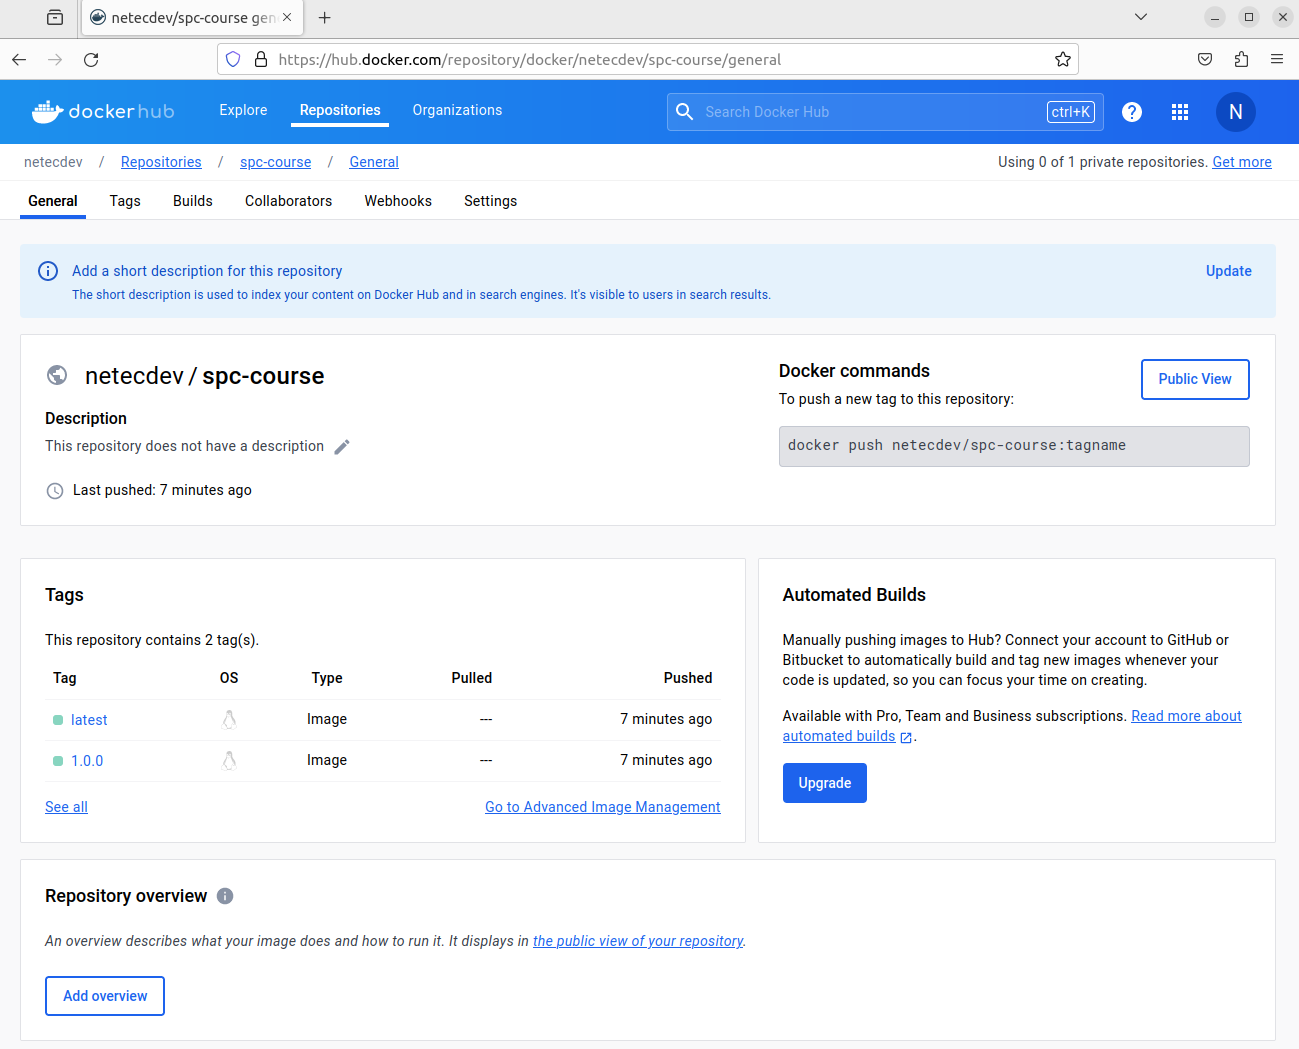 netecdev/spc-course gen
https://hub.docker.com/repository/docker/netecdev/spc-course/general
dockerhub Explore Repositories Organizations Search Docker Hub ctrl+K ? N
netecdev / Repositories / spc-course / General Using 0 of 1 private repositories. Get more
General Tags Builds Collaborators Webhooks Settings
Add a short description for this repository Update
The short description is used to index your content on Docker Hub and in search engines. It's visible to users in search results.
netecdev / spc-course
Description
This repository does not have a description
Last pushed: 7 minutes ago
Docker commands Public View
To push a new tag to this repository:
docker push netecdev/spc-course:tagname
Tags
This repository contains 2 tag(s).
Tag OS Type Pulled Pushed
latest Image --- 7 minutes ago
1.0.0 Image --- 7 minutes ago
See all Go to Advanced Image Management
Automated Builds
Manually pushing images to Hub? Connect your account to GitHub or
Bitbucket to automatically build and tag new images whenever your
code is updated, so you can focus your time on creating.
Available with Pro, Team and Business subscriptions. Read more about
automated builds .
Upgrade
Repository overview
An overview describes what your image does and how to run it. It displays in the public view of your repository.
Add overview